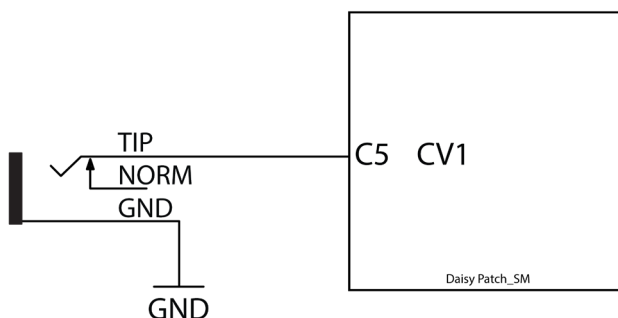 TIP
C5 CV1
NORM
GND
Daisy Patch_SM
GND